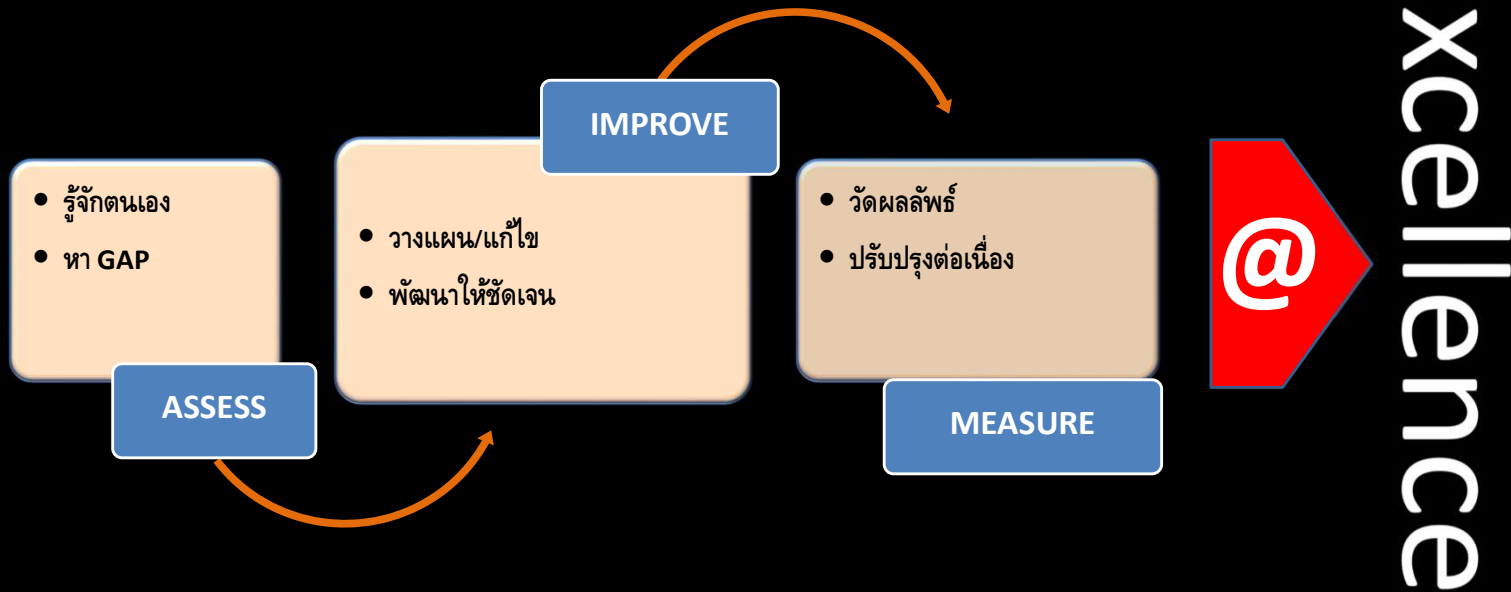 • รู้จักตนเอง
• หา GAP
ASSESS
IMPROVE
• วางแผน/แก้ไข
• พัฒนาให้ชัดเจน
• วัดผลลัพธ์
• ปรับปรุงต่อเนื่อง
MEASURE
@
xcellence